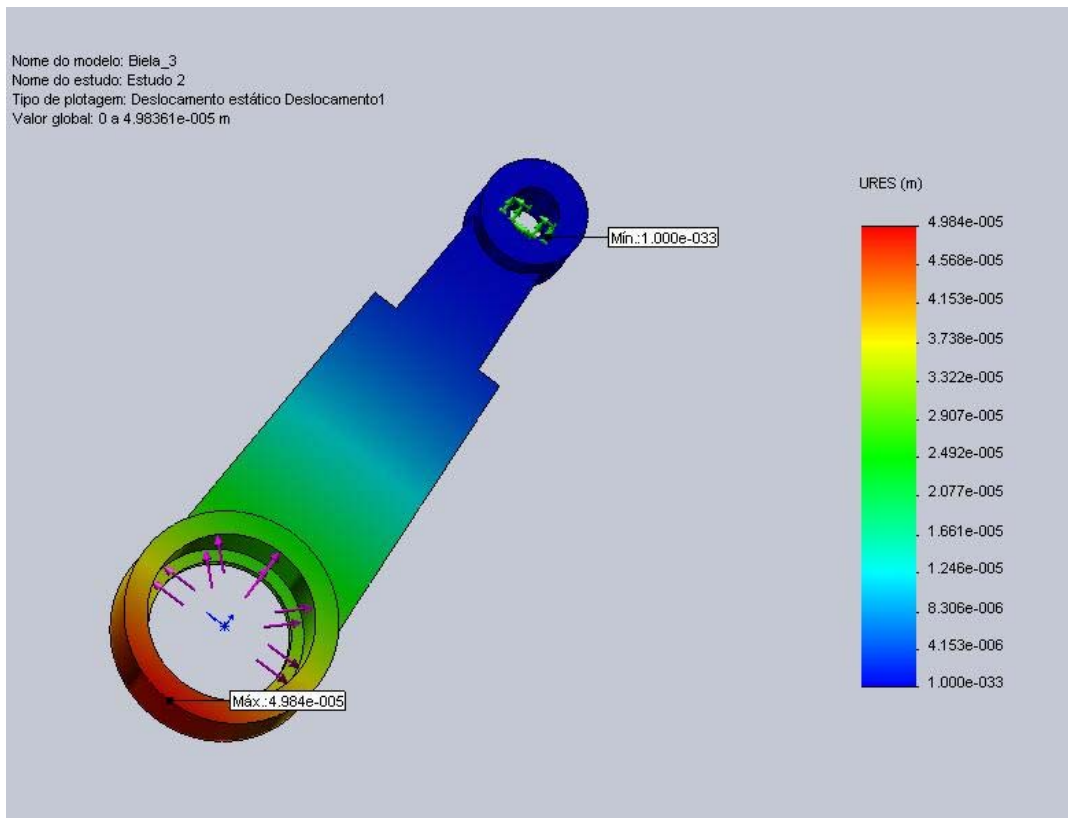 Nome do modelo: Biela_3
Nome do estudo: Estudo 2
Tipo de plotagem: Deslocamento estático Deslocamento1
Valor global: 0 a 4.98361e-005 m
URES (m)
4.984e-005
4.568e-005
4.153e-005
3.738e-005
3.322e-005
2.907e-005
2.492e-005
2.077e-005
1.661e-005
1.246e-005
8.306e-006
4.153e-006
1.000e-033
Mín.:1.000e-033
Máx.:4.984e-005